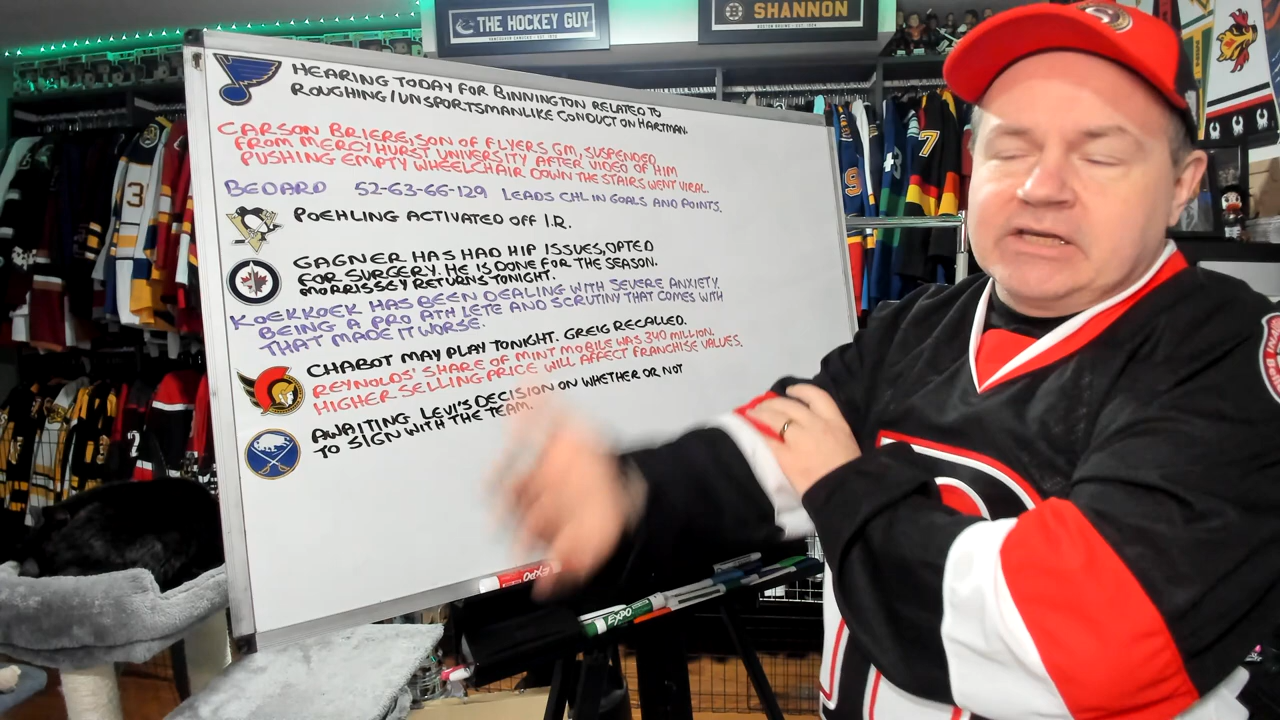 THE HOCKEY GUY
SHANNON
HEARING TODAY FOR BINNINGTON RELATED TO
ROUGHING/UNSPORTSMANLIKE CONDUCT ON HARTMAN.
CARSON BRIERE, SON OF FLYERS GM, SUSPENDED
FROM MERCYHURST UNIVERSITY AFTER VIDEO OF HIM
PUSHING EMPTY WHEELCHAIR DOWN THE STAIRS WENT VIRAL.
BEDARD 52-63-66-129 LEADS CHL IN GOALS AND POINTS.
POEHLING ACTIVATED OFF I.R.
GAGNER HAS HAD HIP ISSUES, OPTED
FOR SURGERY. HE IS DONE FOR THE SEASON.
MORRISSEY RETURNS TONIGHT.
KOEKKOEK HAS BEEN DEALING WITH SEVERE ANXIETY.
BEING A PRO ATHLETE AND SCRUTINY THAT COMES WITH
THAT MADE IT WORSE.
CHABOT MAY PLAY TONIGHT. GREIG RECALLED.
REYNOLDS' SHARE OF MINT MOBILE WAS 340 MILLION.
HIGHER SELLING PRICE WILL AFFECT FRANCHISE VALUES.
AWAITING LEVI'S DECISION ON WHETHER OR NOT
TO SIGN WITH THE TEAM.
EXPO
EXPO
7
3
9